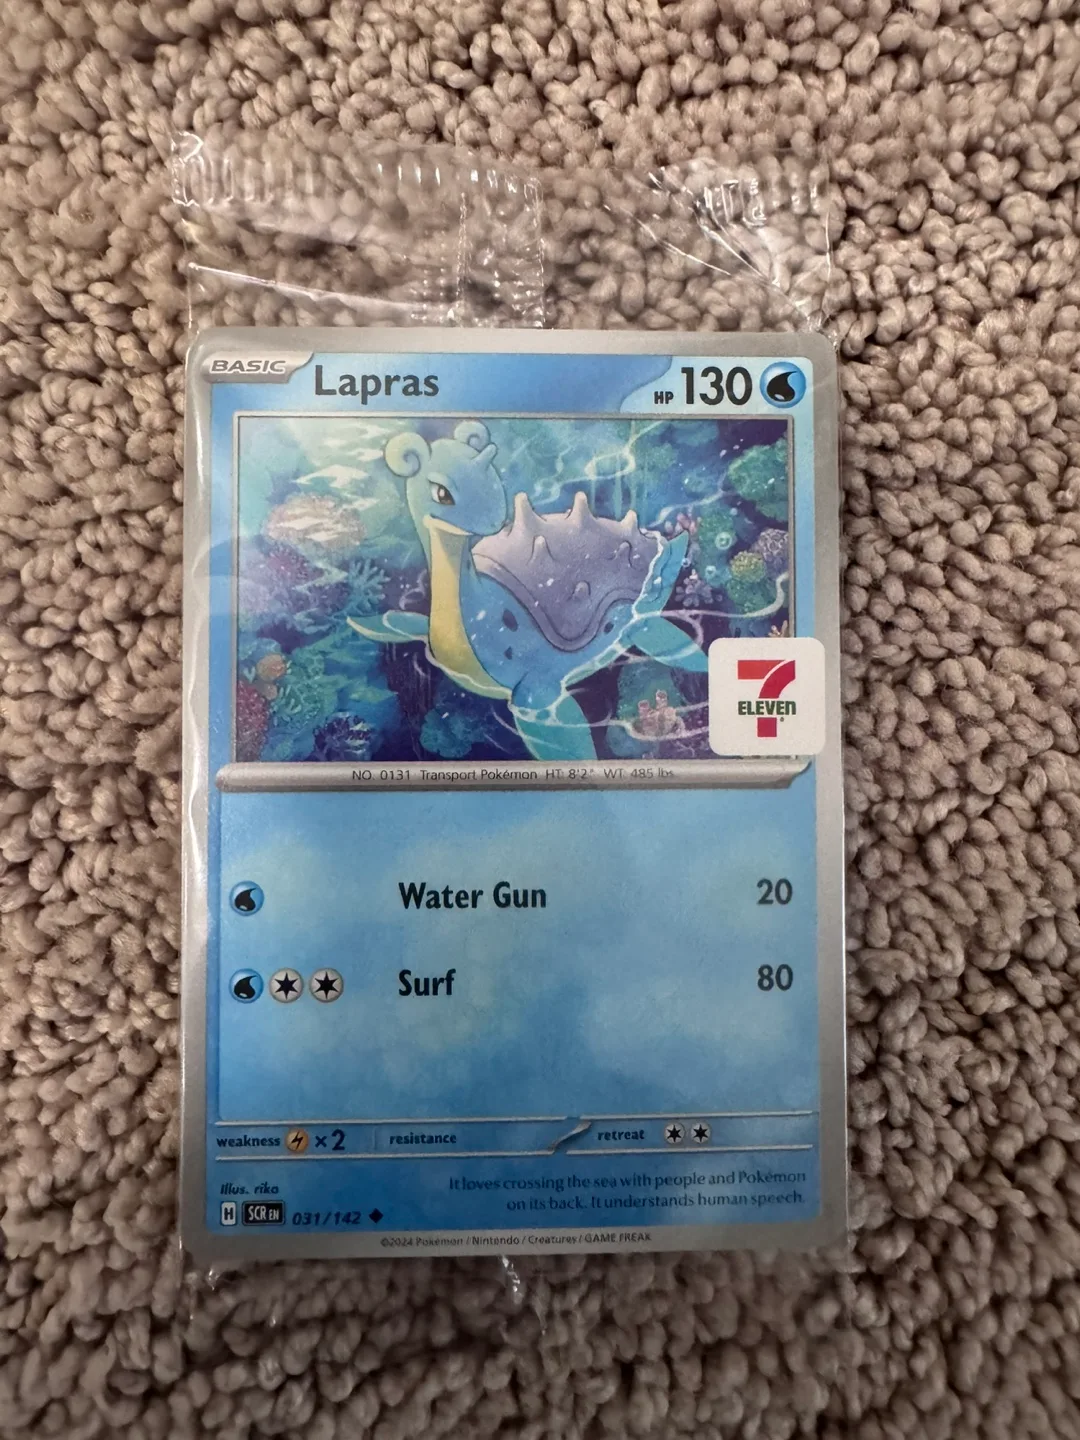 BASIC
Lapras HP 130
7
ELEVEN®
NO. 0131 Transport Pokémon HT: 8'2" WT: 485 lbs
Water Gun 20
Surf 80
weakness ×2 resistance retreat
Illus. rika
It loves crossing the sea with people and Pokémon
on its back. It understands human speech.
H SCR EN 031/142
©2024 Pokémon / Nintendo / Creatures / GAME FREAK